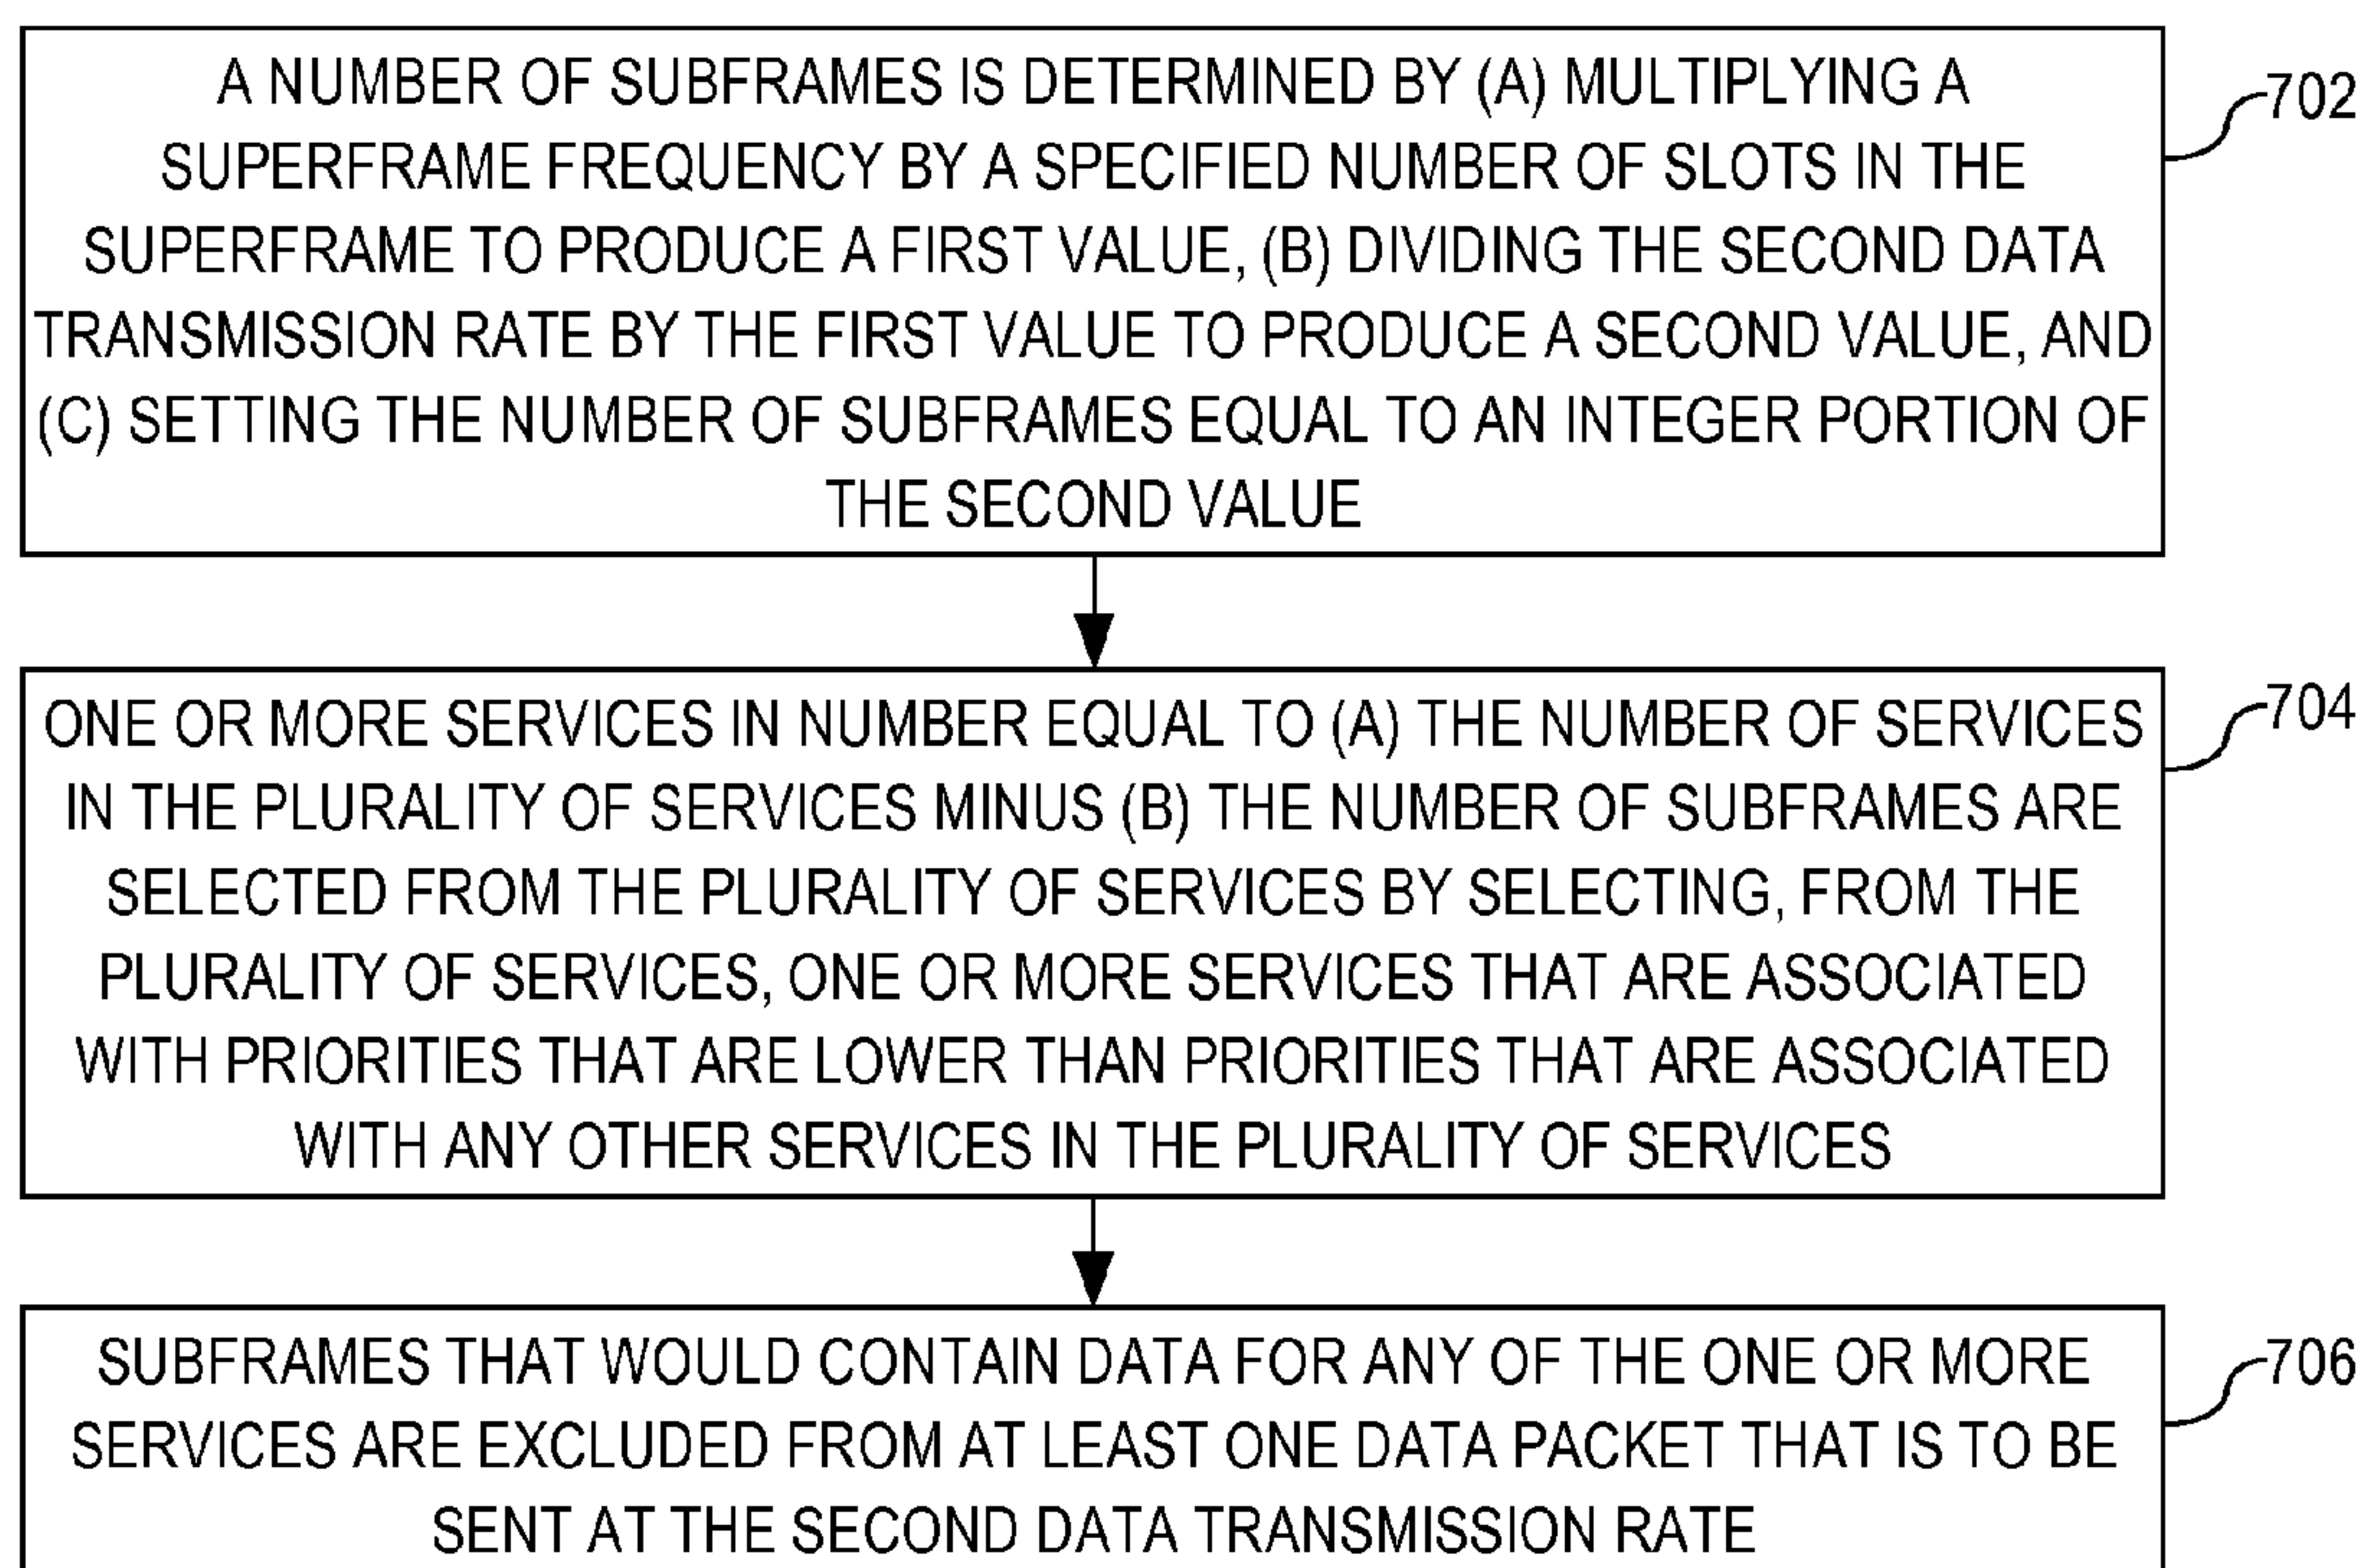 A NUMBER OF SUBFRAMES IS DETERMINED BY (A) MULTIPLYING A
702
SUPERFRAME FREQUENCY BY A SPECIFIED NUMBER OF SLOTS IN THE
SUPERFRAME TO PRODUCE A FIRST VALUE, (B) DIVIDING THE SECOND DATA
TRANSMISSION RATE BY THE FIRST VALUE TO PRODUCE A SECOND VALUE, AND
(C) SETTING THE NUMBER OF SUBFRAMES EQUAL TO AN INTEGER PORTION OF
THE SECOND VALUE
ONE OR MORE SERVICES IN NUMBER EQUAL TO (A) THE NUMBER OF SERVICES
704
IN THE PLURALITY OF SERVICES MINUS (B) THE NUMBER OF SUBFRAMES ARE
SELECTED FROM THE PLURALITY OF SERVICES BY SELECTING, FROM THE
PLURALITY OF SERVICES, ONE OR MORE SERVICES THAT ARE ASSOCIATED
WITH PRIORITIES THAT ARE LOWER THAN PRIORITIES THAT ARE ASSOCIATED
WITH ANY OTHER SERVICES IN THE PLURALITY OF SERVICES
SUBFRAMES THAT WOULD CONTAIN DATA FOR ANY OF THE ONE OR MORE
706
SERVICES ARE EXCLUDED FROM AT LEAST ONE DATA PACKET THAT IS TO BE
SENT AT THE SECOND DATA TRANSMISSION RATE